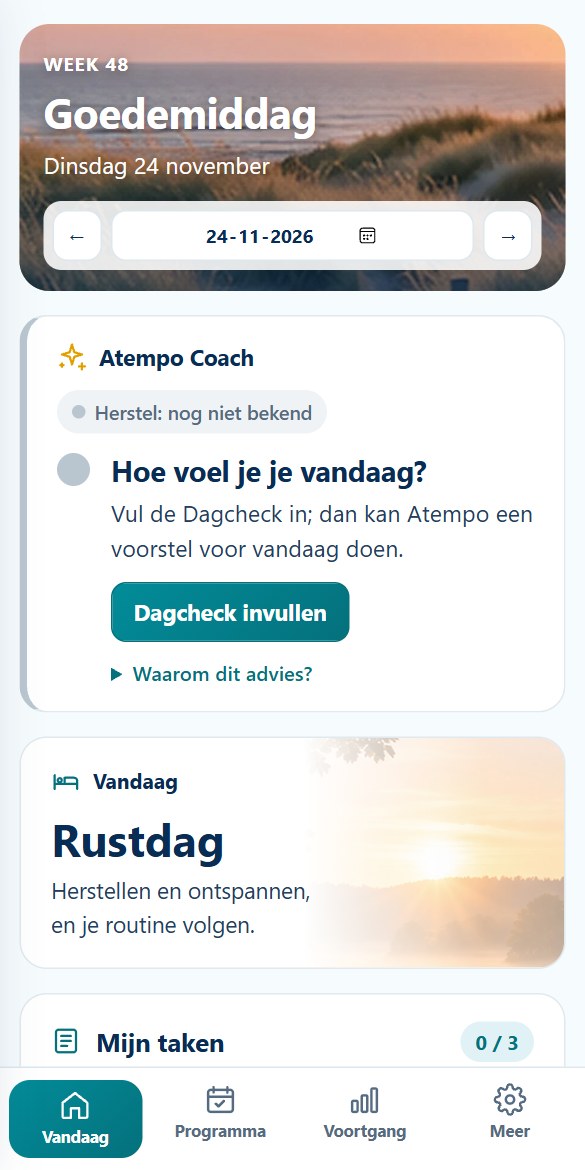 WEEK 48
Goedemiddag
Dinsdag 24 november
← 24-11-2026 →
Atempo Coach
Herstel: nog niet bekend
Hoe voel je je vandaag?
Vul de Dagcheck in; dan kan Atempo een
voorstel voor vandaag doen.
Dagcheck invullen
Waarom dit advies?
Vandaag
Rustdag
Herstellen en ontspannen,
en je routine volgen.
Mijn taken 0 / 3
Vandaag Programma Voortgang Meer